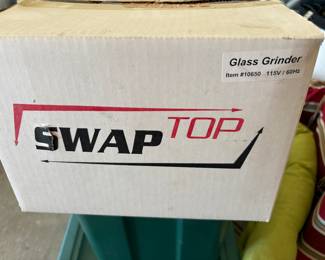 Glass Grinder
Item #10650 115V / 60Hz
SWAP TOP